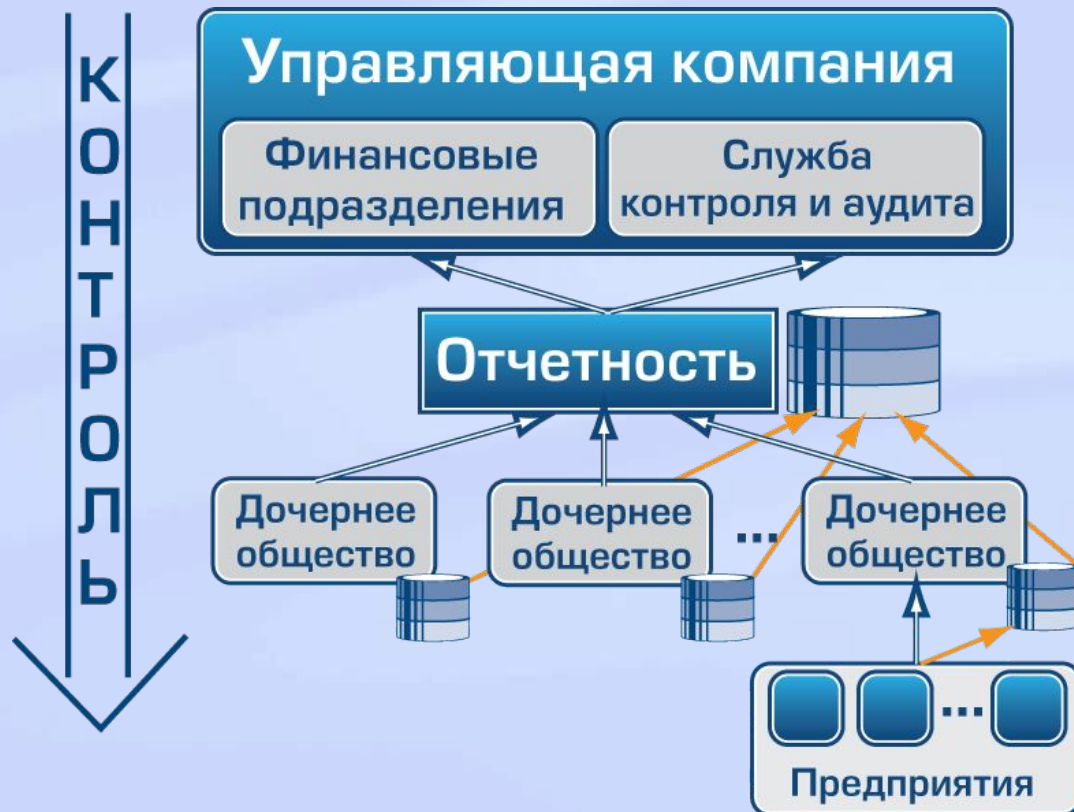 КОНТРОЛЬ
Управляющая компания
Финансовые
подразделения
Служба
контроля и аудита
Отчетность
Дочернее
общество
Дочернее
общество
...
Дочернее
общество
...
Предприятия